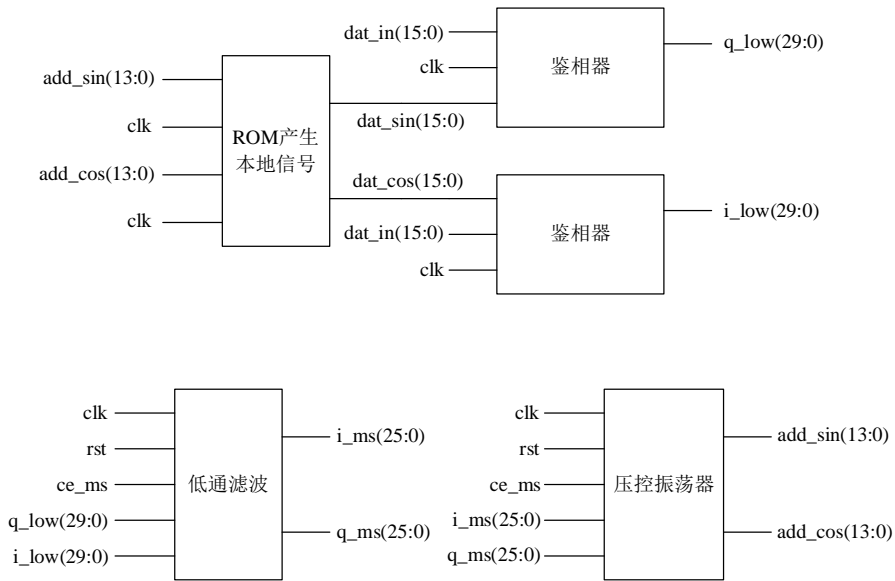 dat_in(15:0)
clk
鉴相器
q_low(29:0)
add_sin(13:0)
clk
add_cos(13:0)
clk
ROM产生
本地信号
dat_sin(15:0)
dat_cos(15:0)
dat_in(15:0)
clk
鉴相器
i_low(29:0)
clk
rst
ce_ms
q_low(29:0)
i_low(29:0)
低通滤波
i_ms(25:0)
q_ms(25:0)
clk
rst
ce_ms
i_ms(25:0)
q_ms(25:0)
压控振荡器
add_sin(13:0)
add_cos(13:0)